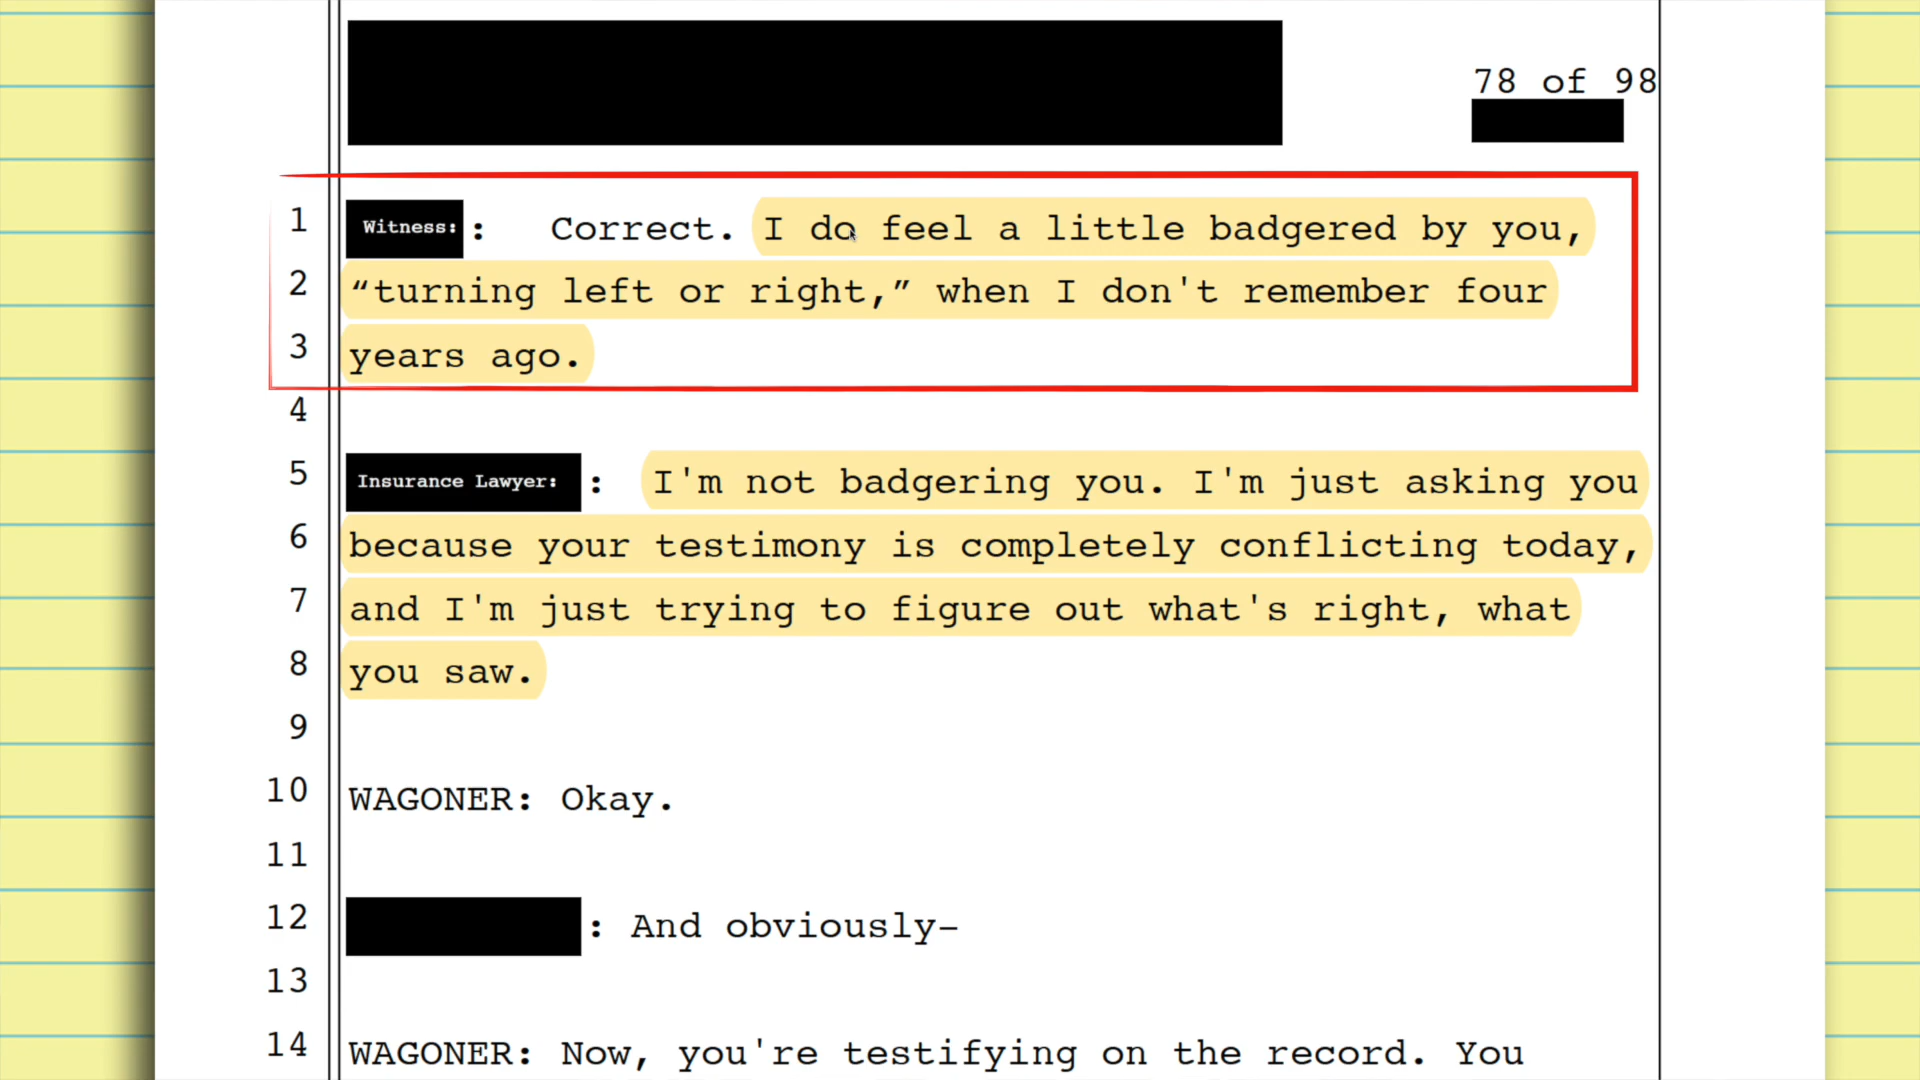 78 of 98
1 Witness: : Correct. I do feel a little badgered by you,
2 “turning left or right,” when I don't remember four
3 years ago.
4
5 Insurance Lawyer: : I'm not badgering you. I'm just asking you
6 because your testimony is completely conflicting today,
7 and I'm just trying to figure out what's right, what
8 you saw.
9
10 WAGONER: Okay.
11
12 : And obviously–
13
14 WAGONER: Now, you're testifying on the record. You